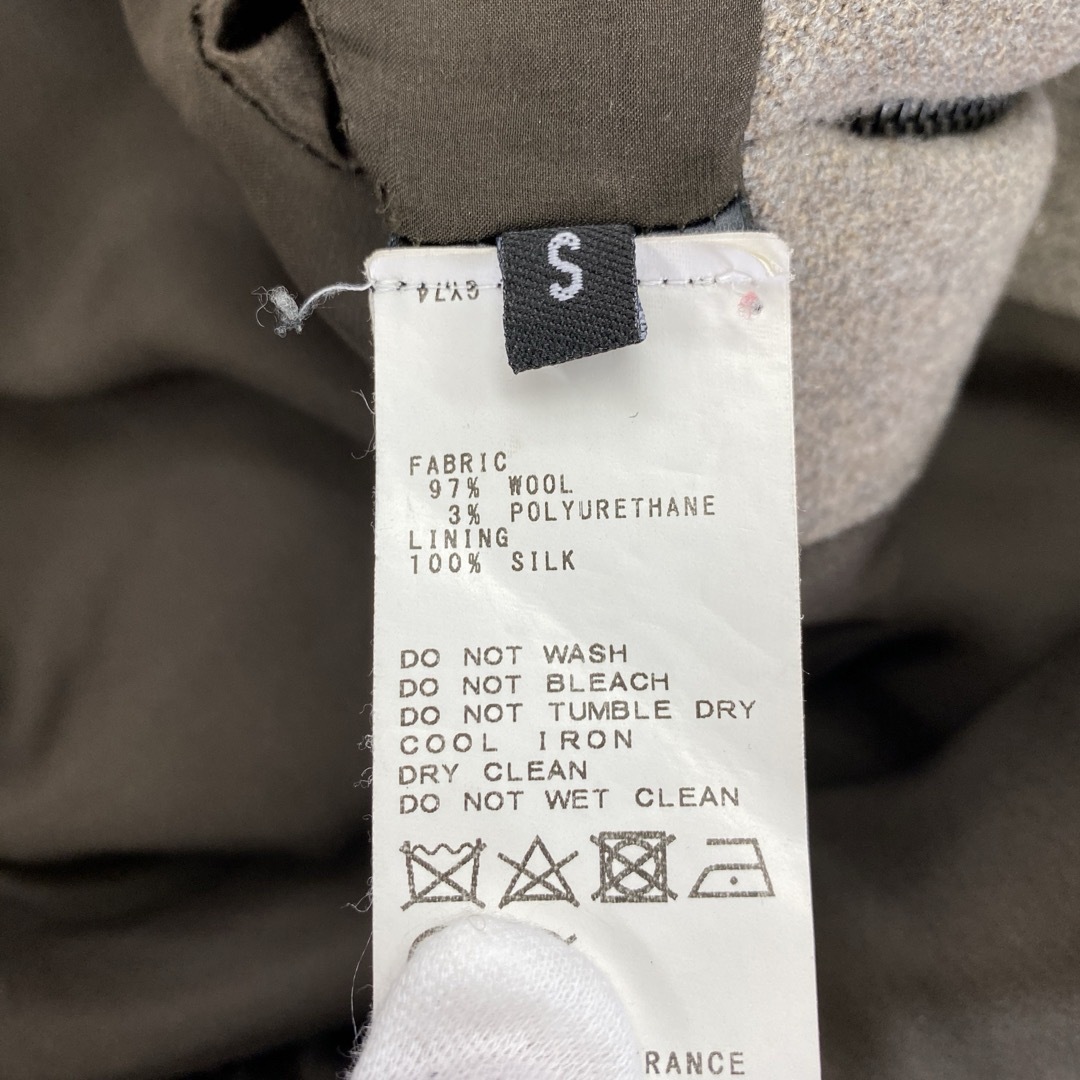 S
FABRIC
97% WOOL
3% POLYURETHANE
LINING
100% SILK
DO NOT WASH
DO NOT BLEACH
DO NOT TUMBLE DRY
COOL IRON
DRY CLEAN
DO NOT WET CLEAN
RANCE